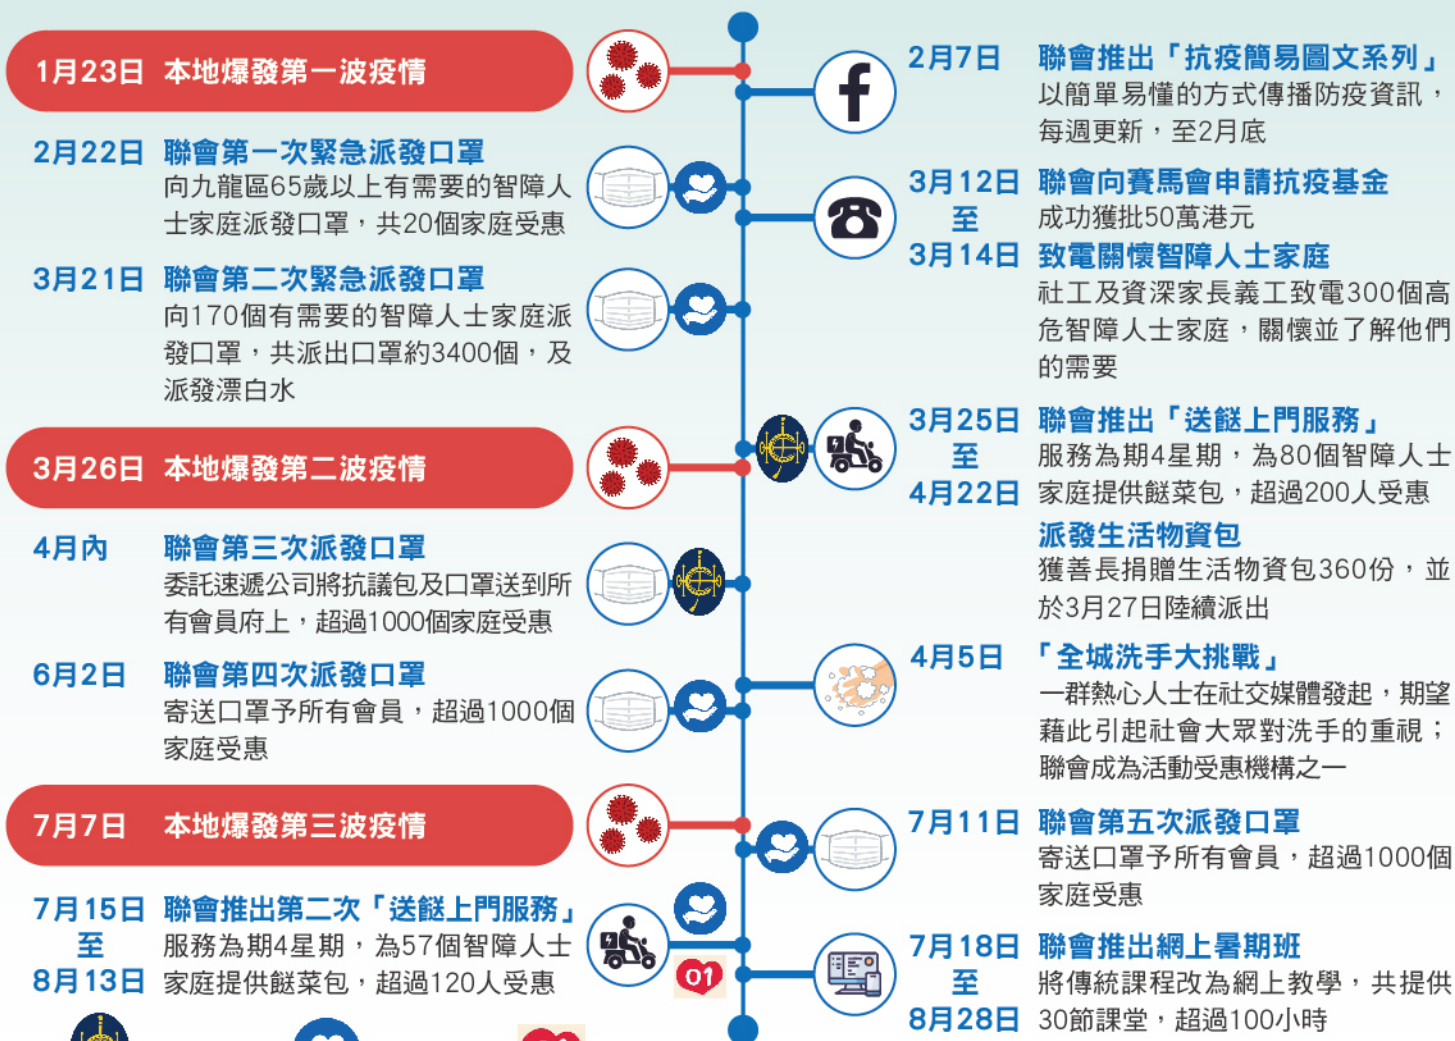 1月23日 本地爆發第一波疫情
2月22日 聯會第一次緊急派發口罩
向九龍區65歲以上有需要的智障人
士家庭派發口罩，共20個家庭受惠
3月21日 聯會第二次緊急派發口罩
向170個有需要的智障人士家庭派
發口罩，共派出口罩約3400個，及
派發漂白水
3月26日 本地爆發第二波疫情
4月內 聯會第三次派發口罩
委託速遞公司將抗議包及口罩送到所
有會員府上，超過1000個家庭受惠
6月2日 聯會第四次派發口罩
寄送口罩予所有會員，超過1000個
家庭受惠
7月7日 本地爆發第三波疫情
7月15日 聯會推出第二次「送餸上門服務」
至 服務為期4星期，為57個智障人士
8月13日 家庭提供餸菜包，超過120人受惠
01
f
2月7日 聯會推出「抗疫簡易圖文系列」
以簡單易懂的方式傳播防疫資訊，
每週更新，至2月底
3月12日 聯會向賽馬會申請抗疫基金
至 成功獲批50萬港元
3月14日 致電關懷智障人士家庭
社工及資深家長義工致電300個高
危智障人士家庭，關懷並了解他們
的需要
3月25日 聯會推出「送餸上門服務」
至 服務為期4星期，為80個智障人士
4月22日 家庭提供餸菜包，超過200人受惠
派發生活物資包
獲善長捐贈生活物資包360份，並
於3月27日陸續派出
4月5日 「全城洗手大挑戰」
一群熱心人士在社交媒體發起，期望
藉此引起社會大眾對洗手的重視；
聯會成為活動受惠機構之一
7月11日 聯會第五次派發口罩
寄送口罩予所有會員，超過1000個
家庭受惠
7月18日 聯會推出網上暑期班
至 將傳統課程改為網上教學，共提供
8月28日 30節課堂，超過100小時